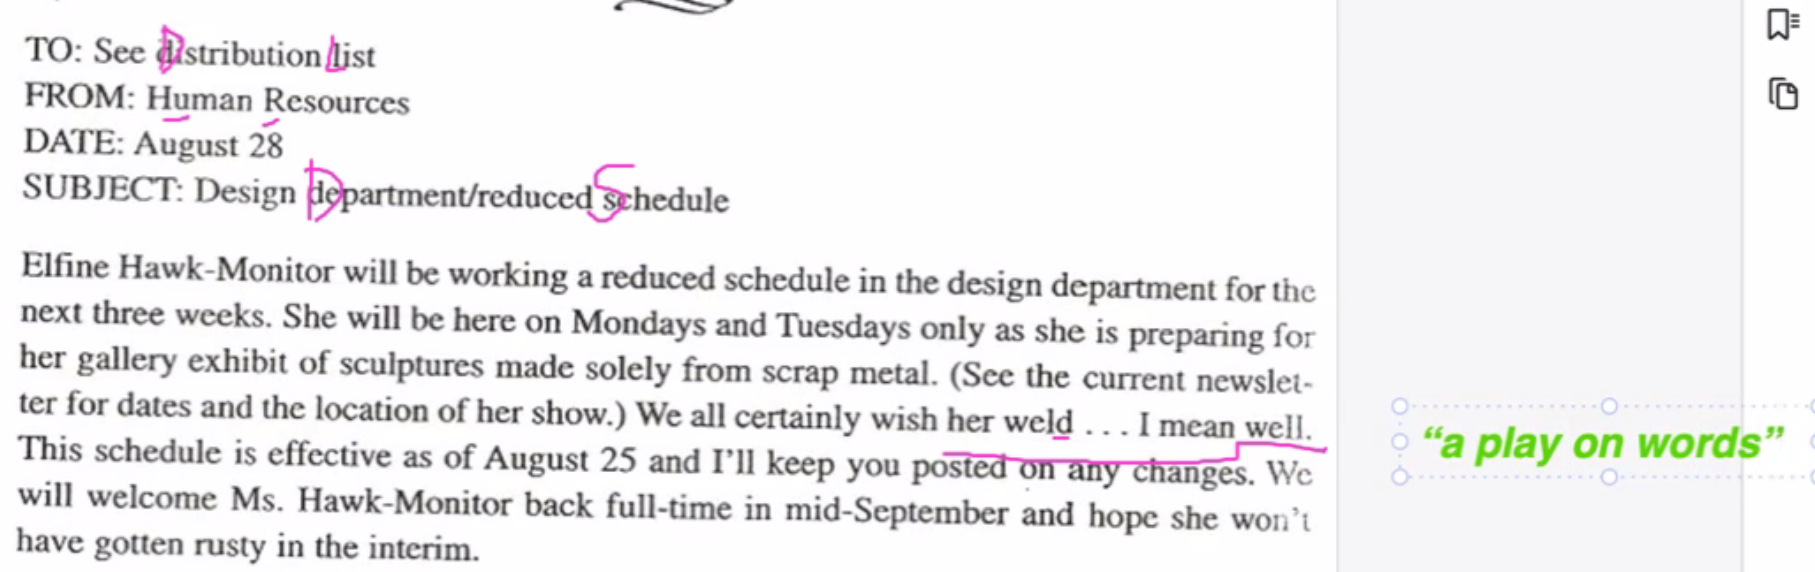 TO: See distribution list
FROM: Human Resources
DATE: August 28
SUBJECT: Design department/reduced schedule
Elfine Hawk-Monitor will be working a reduced schedule in the design department for the
next three weeks. She will be here on Mondays and Tuesdays only as she is preparing for
her gallery exhibit of sculptures made solely from scrap metal. (See the current newslet-
ter for dates and the location of her show.) We all certainly wish her weld . . . I mean well.
This schedule is effective as of August 25 and I'll keep you posted on any changes. We
will welcome Ms. Hawk-Monitor back full-time in mid-September and hope she won't
have gotten rusty in the interim.
“a play on words”
D
L
D
S